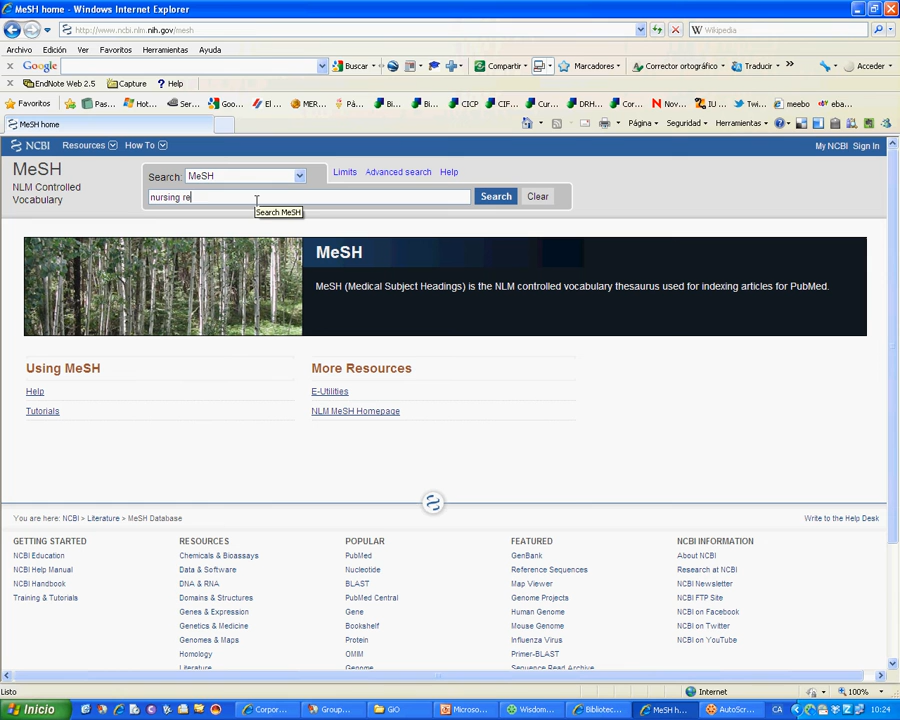 MeSH home - Windows Internet Explorer
http://www.ncbi.nlm.nih.gov/mesh
Wikipedia
Archivo Edición Ver Favoritos Herramientas Ayuda
Google Buscar Compartir Marcadores Corrector ortográfico Traducir Acceder
EndNote Web 2.5 Capture Help
Favoritos Pas... Hot... Ser... Goo... El ... MER... Pá... Bi... Bi... CICP CIF... Cur... DRH... Cor... Nov... IU ... Twi... meebo eba...
MeSH home Página Seguridad Herramientas
NCBI Resources How To My NCBI Sign In
MeSH
NLM Controlled
Vocabulary
Search: MeSH Limits Advanced search Help
nursing re Search Clear
Search MeSH
MeSH
MeSH (Medical Subject Headings) is the NLM controlled vocabulary thesaurus used for indexing articles for PubMed.
Using MeSH More Resources
Help E-Utilities
Tutorials NLM MeSH Homepage
You are here: NCBI > Literature > MeSH Database Write to the Help Desk
GETTING STARTED RESOURCES POPULAR FEATURED NCBI INFORMATION
NCBI Education Chemicals & Bioassays PubMed GenBank About NCBI
NCBI Help Manual Data & Software Nucleotide Reference Sequences Research at NCBI
NCBI Handbook DNA & RNA BLAST Map Viewer NCBI Newsletter
Training & Tutorials Domains & Structures PubMed Central Genome Projects NCBI FTP Site
Genes & Expression Gene Human Genome NCBI on Facebook
Genetics & Medicine Bookshelf Mouse Genome NCBI on Twitter
Genomes & Maps Protein Influenza Virus NCBI on YouTube
Homology OMIM Primer-BLAST
Literature Genome Sequence Read Archive
Listo Internet 100%
Inicio Corpor... Group... GIO Microso... Wisdom... Bibliotec... MeSH h... AutoScr... CA 10:24